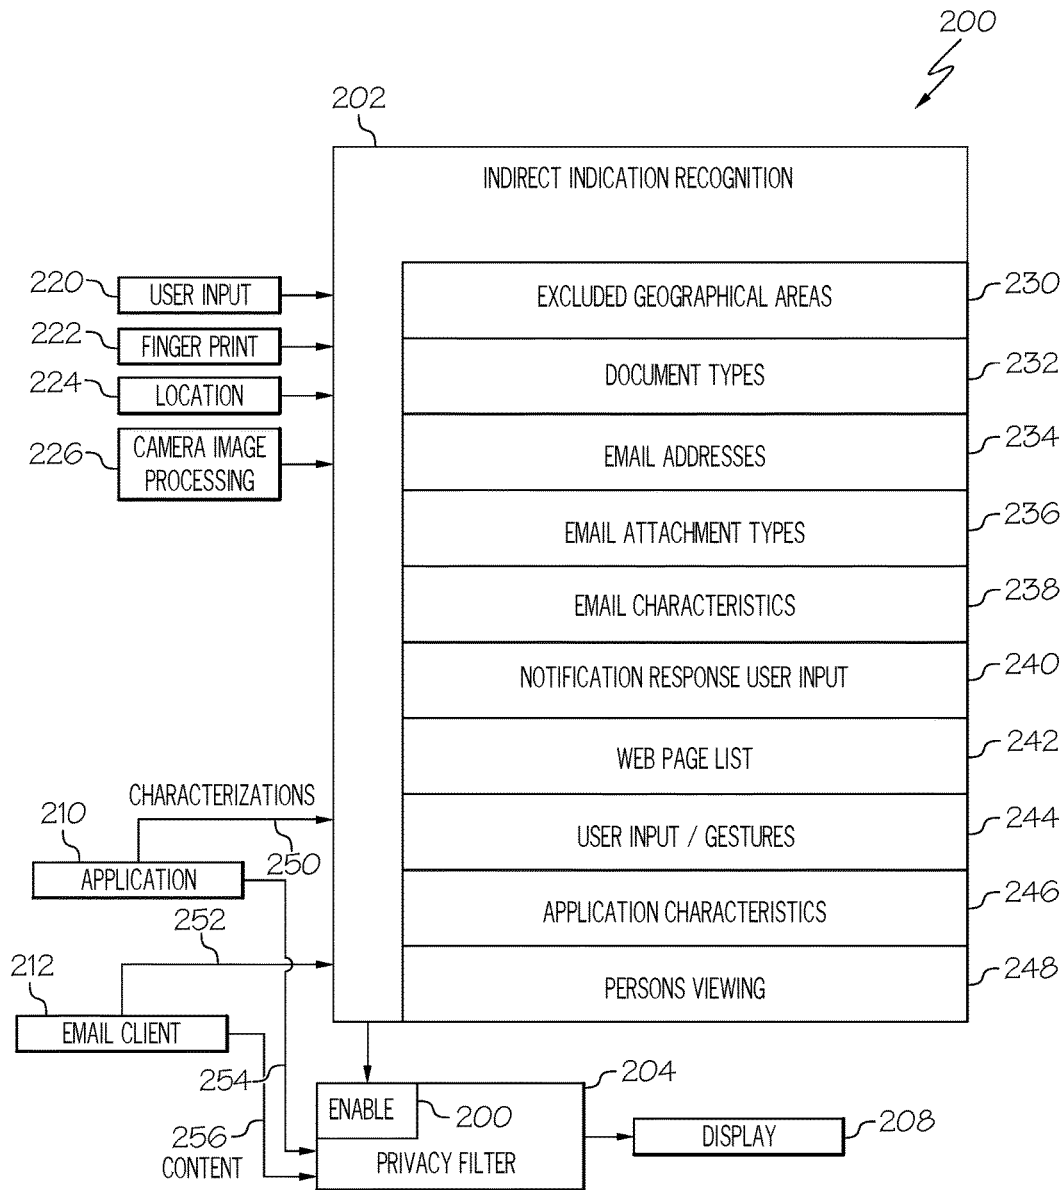 200
202
INDIRECT INDICATION RECOGNITION
220
USER INPUT
222
FINGER PRINT
224
LOCATION
226
CAMERA IMAGE
PROCESSING
EXCLUDED GEOGRAPHICAL AREAS
230
DOCUMENT TYPES
232
EMAIL ADDRESSES
234
EMAIL ATTACHMENT TYPES
236
EMAIL CHARACTERISTICS
238
NOTIFICATION RESPONSE USER INPUT
240
WEB PAGE LIST
242
USER INPUT / GESTURES
244
APPLICATION CHARACTERISTICS
246
PERSONS VIEWING
248
CHARACTERIZATIONS
210
250
APPLICATION
252
212
EMAIL CLIENT
254
256
CONTENT
ENABLE
200
204
PRIVACY FILTER
DISPLAY
208